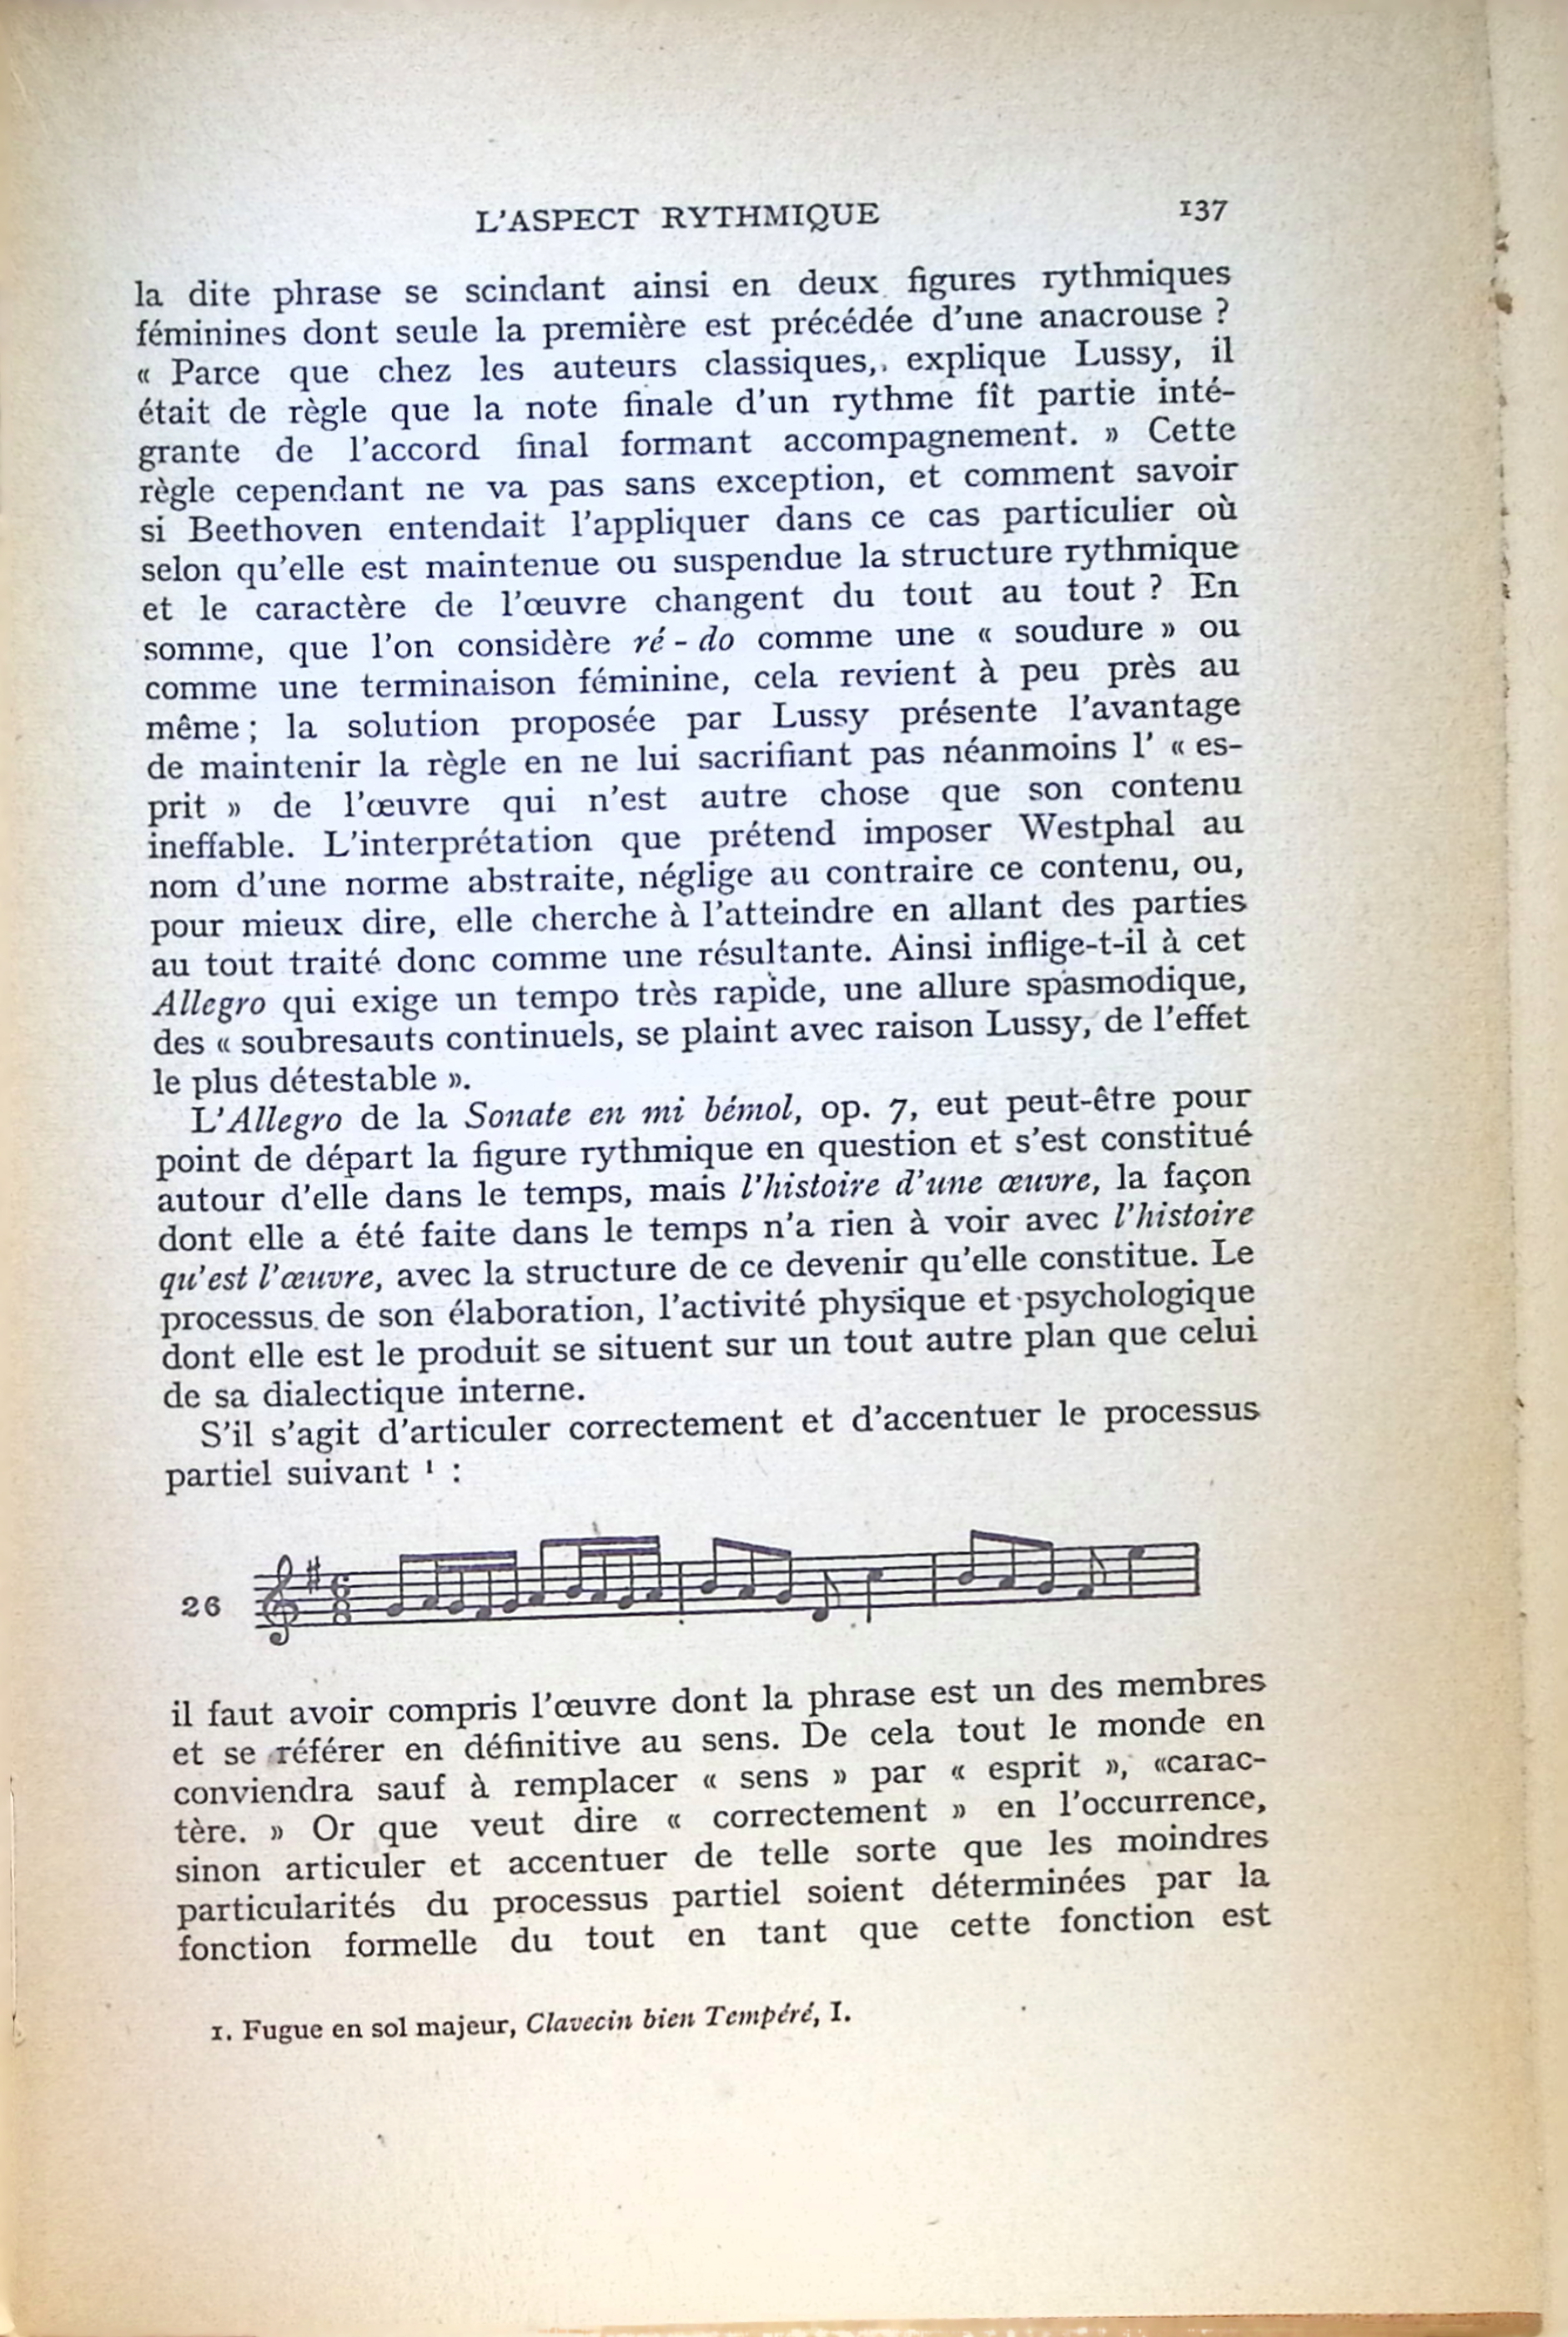 L'ASPECT RYTHMIQUE 137
la dite phrase se scindant ainsi en deux figures rythmiques
féminines dont seule la première est précédée d'une anacrouse ?
« Parce que chez les auteurs classiques,, explique Lussy, il
était de règle que la note finale d'un rythme fît partie inté-
grante de l'accord final formant accompagnement. » Cette
règle cependant ne va pas sans exception, et comment savoir
si Beethoven entendait l'appliquer dans ce cas particulier où
selon qu'elle est maintenue ou suspendue la structure rythmique
et le caractère de l'œuvre changent du tout au tout ? En
somme, que l'on considère ré - do comme une « soudure » ou
comme une terminaison féminine, cela revient à peu près au
même ; la solution proposée par Lussy présente l'avantage
de maintenir la règle en ne lui sacrifiant pas néanmoins l' « es-
prit » de l'œuvre qui n'est autre chose que son contenu
ineffable. L'interprétation que prétend imposer Westphal au
nom d'une norme abstraite, néglige au contraire ce contenu, ou,
pour mieux dire, elle cherche à l'atteindre en allant des parties
au tout traité donc comme une résultante. Ainsi inflige-t-il à cet
Allegro qui exige un tempo très rapide, une allure spasmodique,
des « soubresauts continuels, se plaint avec raison Lussy, de l'effet
le plus détestable ».
L'Allegro de la Sonate en mi bémol, op. 7, eut peut-être pour
point de départ la figure rythmique en question et s'est constitué
autour d'elle dans le temps, mais l'histoire d'une œuvre, la façon
dont elle a été faite dans le temps n'a rien à voir avec l'histoire
qu'est l'œuvre, avec la structure de ce devenir qu'elle constitue. Le
processus de son élaboration, l'activité physique et psychologique
dont elle est le produit se situent sur un tout autre plan que celui
de sa dialectique interne.
S'il s'agit d'articuler correctement et d'accentuer le processus
partiel suivant ¹ :
26
6
8
il faut avoir compris l'œuvre dont la phrase est un des membres
et se référer en définitive au sens. De cela tout le monde en
conviendra sauf à remplacer « sens » par « esprit », «carac-
tère. » Or que veut dire « correctement » en l'occurrence,
sinon articuler et accentuer de telle sorte que les moindres
particularités du processus partiel soient déterminées par la
fonction formelle du tout en tant que cette fonction est
1. Fugue en sol majeur, Clavecin bien Tempéré, I.